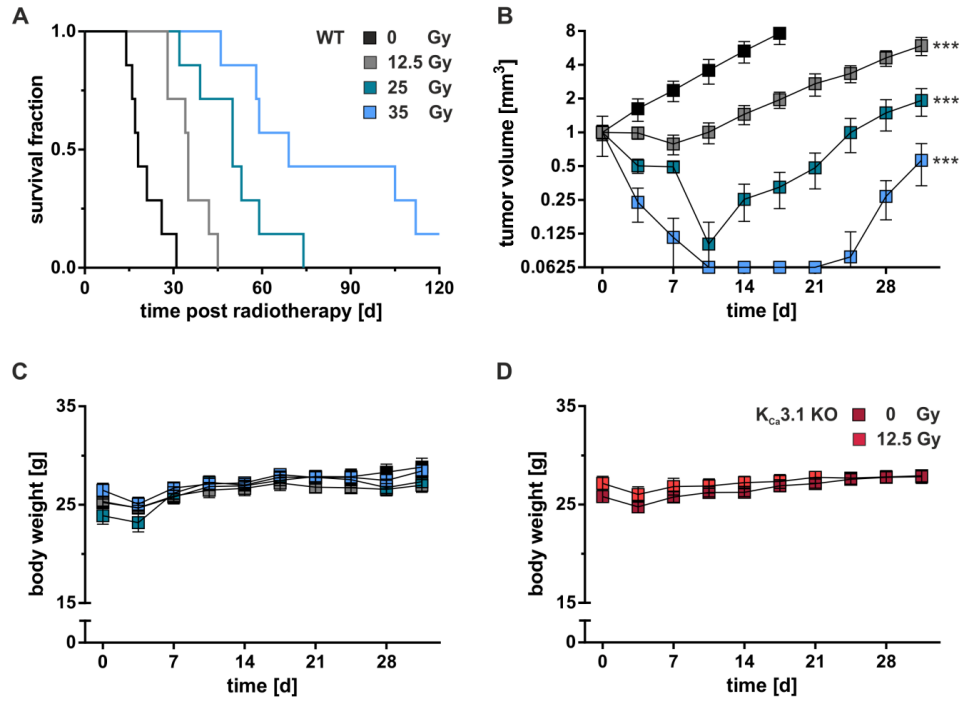 A
WT
0 Gy
12.5 Gy
25 Gy
35 Gy
survival fraction
1.0
0.5
0.0
0 30 60 90 120
time post radiotherapy [d]
B
tumor volume [mm³]
8
4
2
1
0.5
0.25
0.125
0.0625
***
***
***
0 7 14 21 28
time [d]
C
body weight [g]
35
25
15
0
0 7 14 21 28
time [d]
D
K_Ca3.1 KO 0 Gy
12.5 Gy
body weight [g]
35
25
15
0
0 7 14 21 28
time [d]